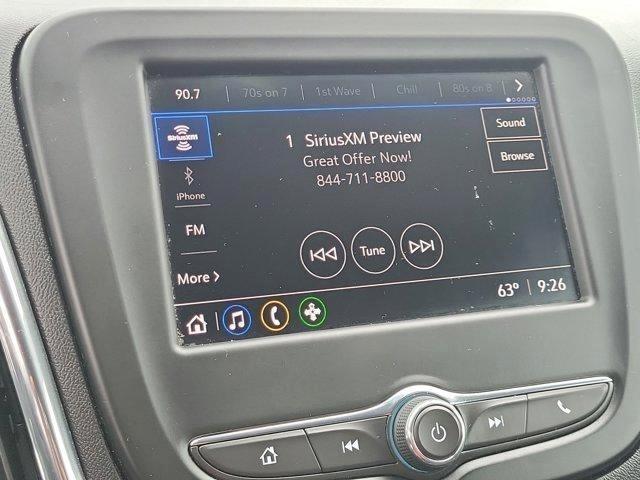 90.7 70s on 7 1st Wave Chill 80s on 8
SiriusXM
1 SiriusXM Preview
Great Offer Now!
844-711-8800
Sound
Browse
iPhone
FM
More
Tune
63° 9:26